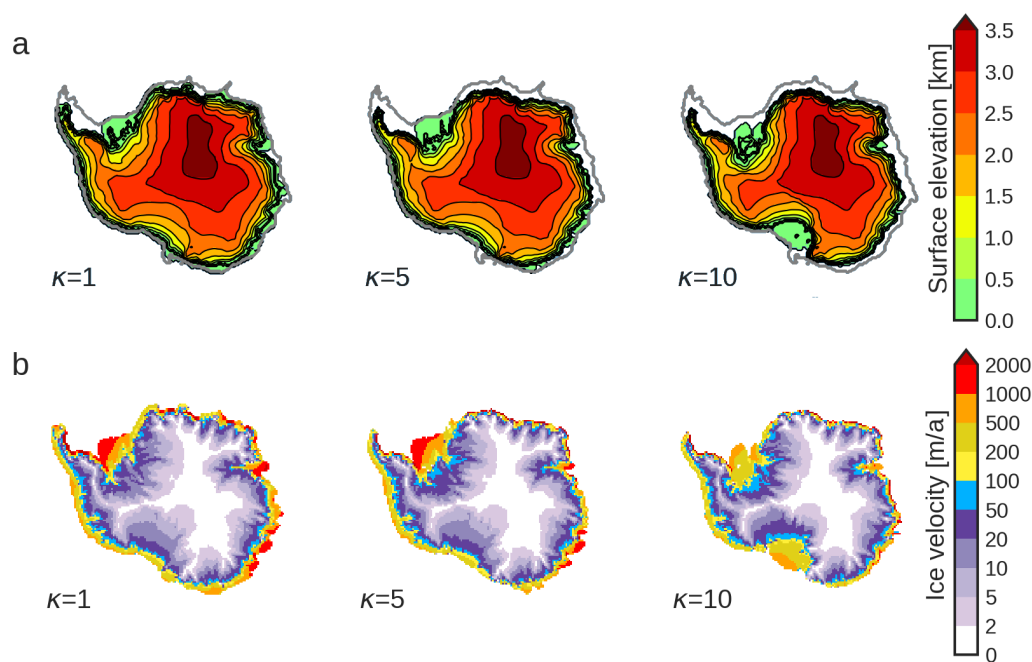 a
κ=1
κ=5
κ=10
Surface elevation [km]
3.5
3.0
2.5
2.0
1.5
1.0
0.5
0.0
b
κ=1
κ=5
κ=10
Ice velocity [m/a]
2000
1000
500
200
100
50
20
10
5
2
0